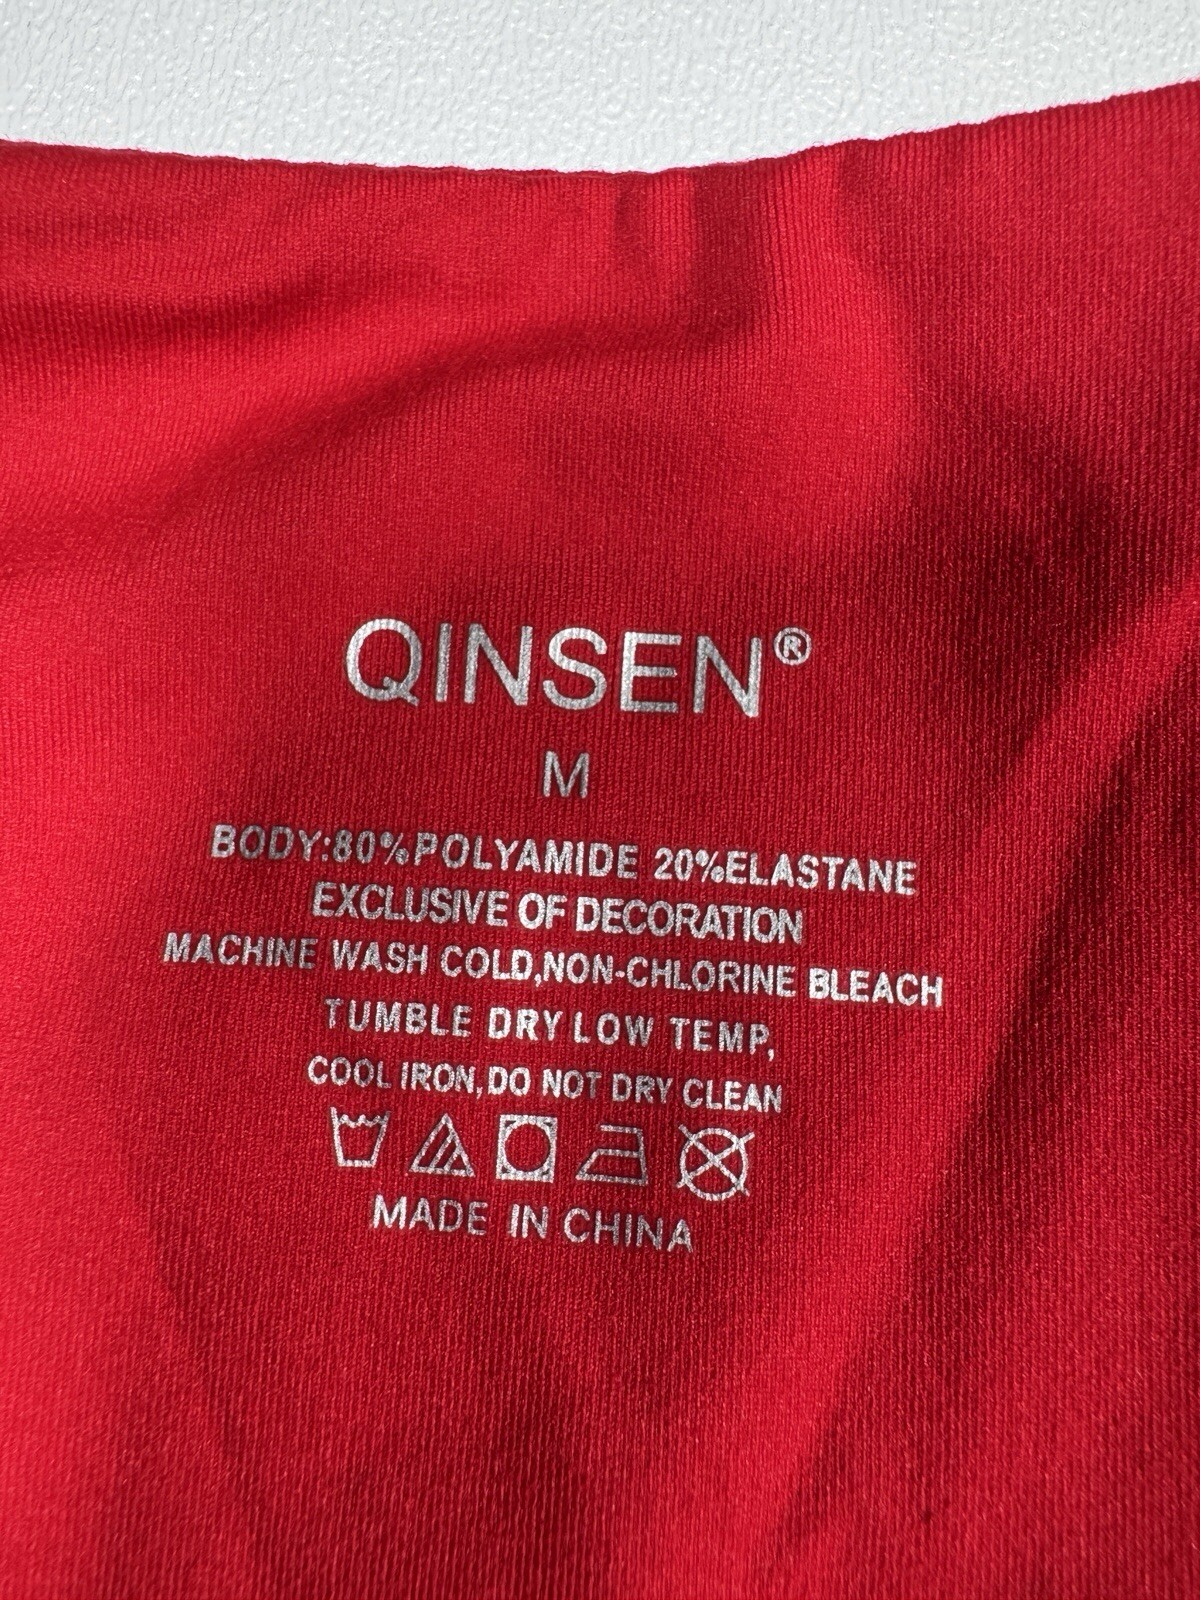 QINSEN®
M
BODY:80%POLYAMIDE 20%ELASTANE
EXCLUSIVE OF DECORATION
MACHINE WASH COLD,NON-CHLORINE BLEACH
TUMBLE DRY LOW TEMP,
COOL IRON,DO NOT DRY CLEAN
MADE IN CHINA